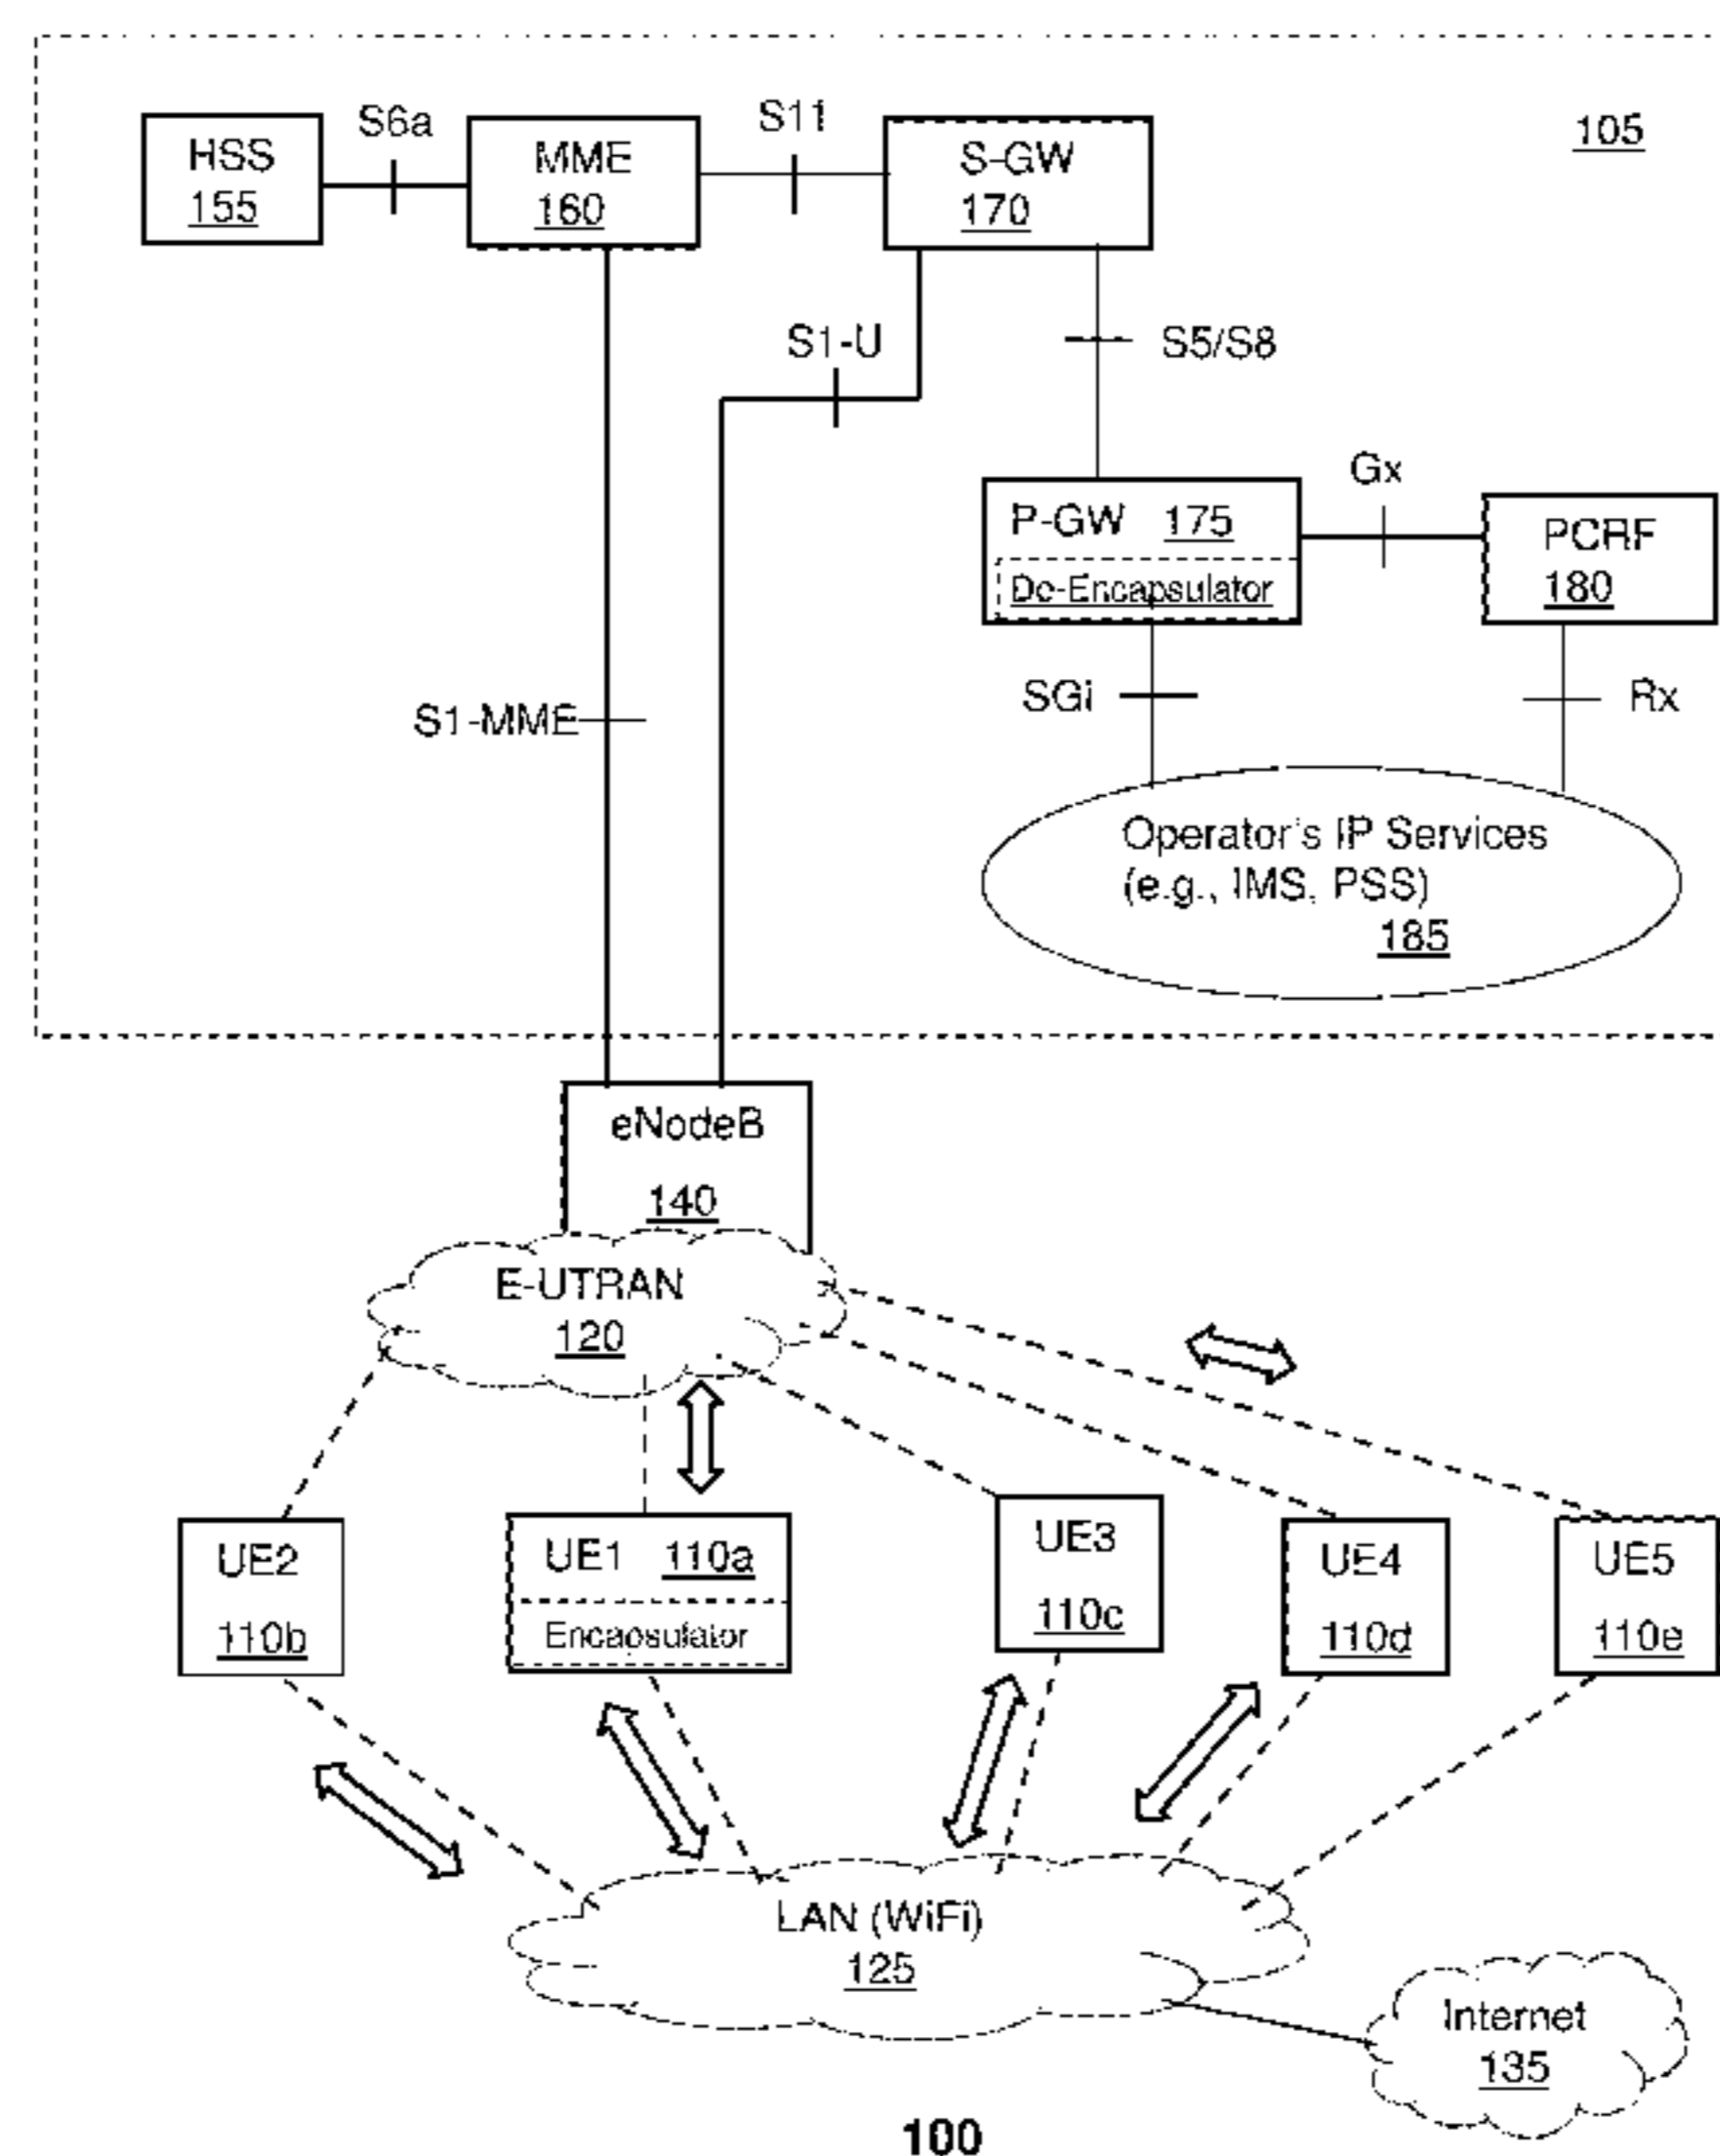 105
S6a
S11
HSS
155
MME
160
S-GW
170
S1-U
S5/S8
Gx
P-GW 175
De-Encapsulator
PCRF
180
S1-MME
SGi
Rx
Operator's IP Services
(e.g., IMS, PSS)
185
eNodeB
140
E-UTRAN
120
UE2
110b
UE1 110a
Encapsulator
UE3
110c
UE4
110d
UE5
110e
LAN (WiFi)
125
Internet
135
100